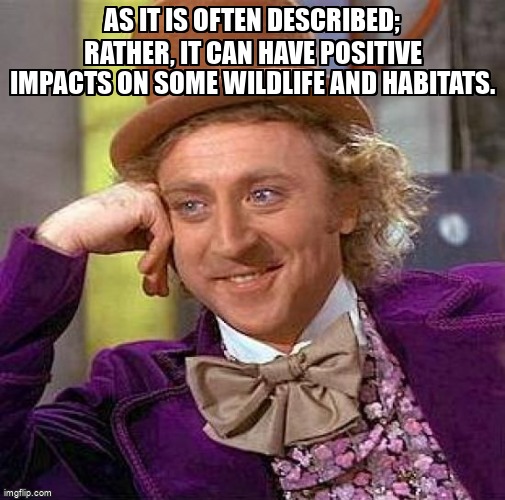 AS IT IS OFTEN DESCRIBED;
RATHER, IT CAN HAVE POSITIVE
IMPACTS ON SOME WILDLIFE AND HABITATS.
imgflip.com